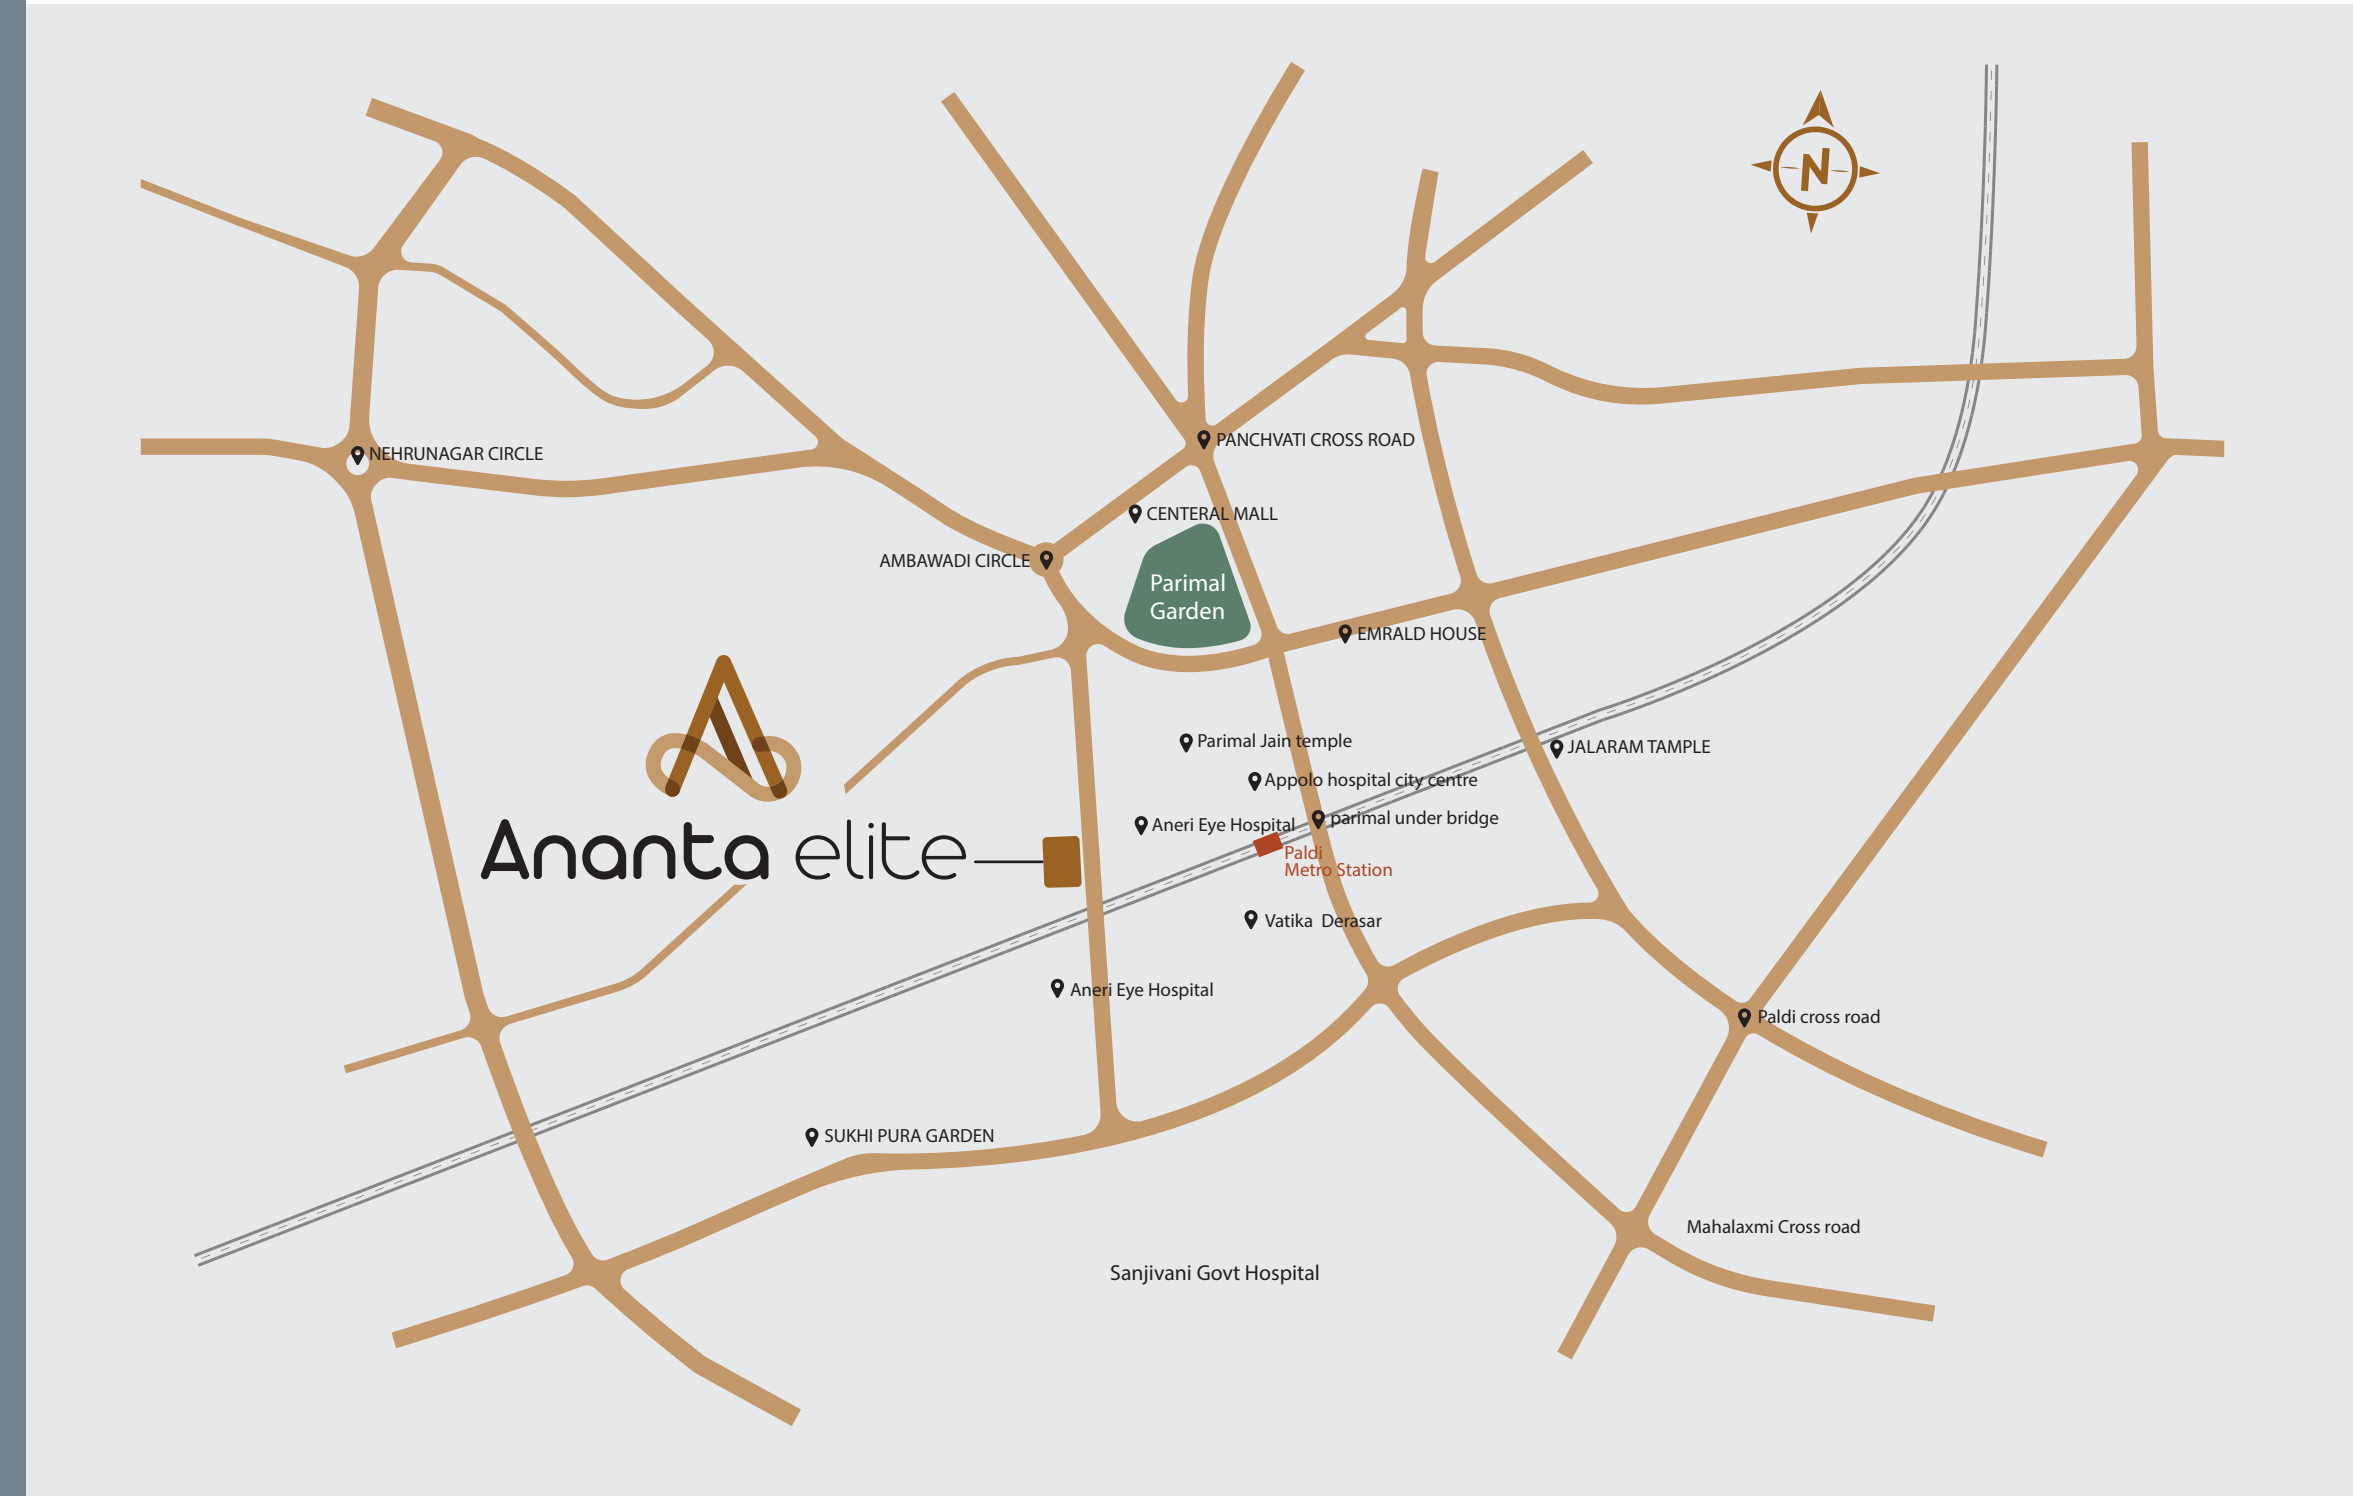 N
NEHRUNAGAR CIRCLE
PANCHVATI CROSS ROAD
CENTERAL MALL
AMBAWADI CIRCLE
Parimal
Garden
EMRALD HOUSE
Parimal Jain temple
JALARAM TAMPLE
Appolo hospital city centre
Aneri Eye Hospital
parimal under bridge
Ananta elite
Paldi
Metro Station
Vatika Derasar
Aneri Eye Hospital
Paldi cross road
SUKHI PURA GARDEN
Mahalaxmi Cross road
Sanjivani Govt Hospital